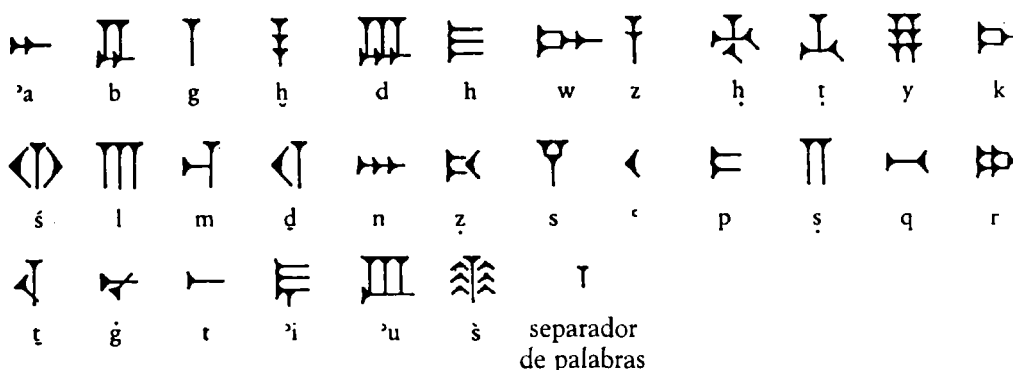 𐎀 𐎁 𐎂 𐎃 𐎄 𐎅 𐎆 𐎇 𐎈 𐎉 𐎊 𐎋
ʾa b g ḫ d h w z ḥ ṭ y k
𐎌 𐎍 𐎎 𐎏 𐎐 𐎑 𐎒 𐎓 𐎔 𐎕 𐎖 𐎗
ś l m ḏ n ẓ s ʿ p ṣ q r
𐎘 𐎙 𐎚 𐎛 𐎜 𐎝 𐎟
ṯ ġ t ʾi ʾu s̀ separador
de palabras